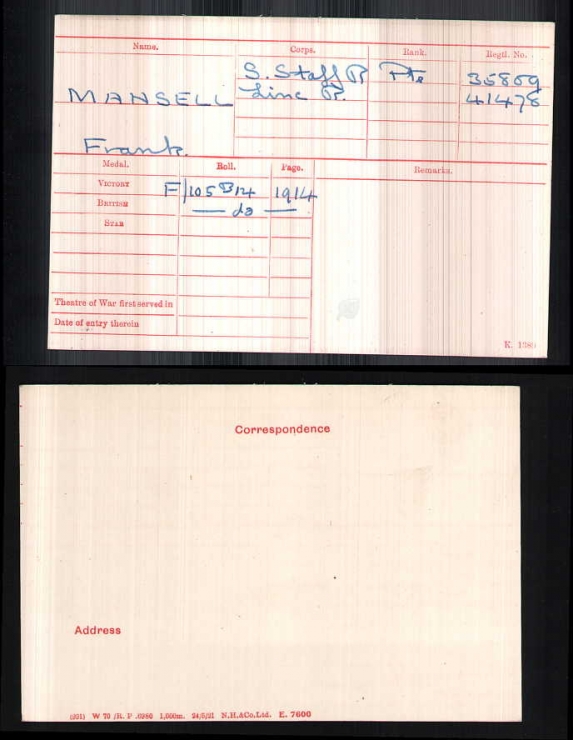 Name. Corps. Rank. Regtl. No.
S. Staff R Pte 35809
MANSELL Linc R. 41478
Frank.
Medal. Roll. Page. Remarks.
VICTORY F/105 B14 1914
BRITISH — do —
STAR
Theatre of War first served in
Date of entry therein
K. 1380
Correspondence
Address
(931) W 70 /H. P .6980 1,000m. 24/5/21 N.H.&Co.Ltd. E. 7600